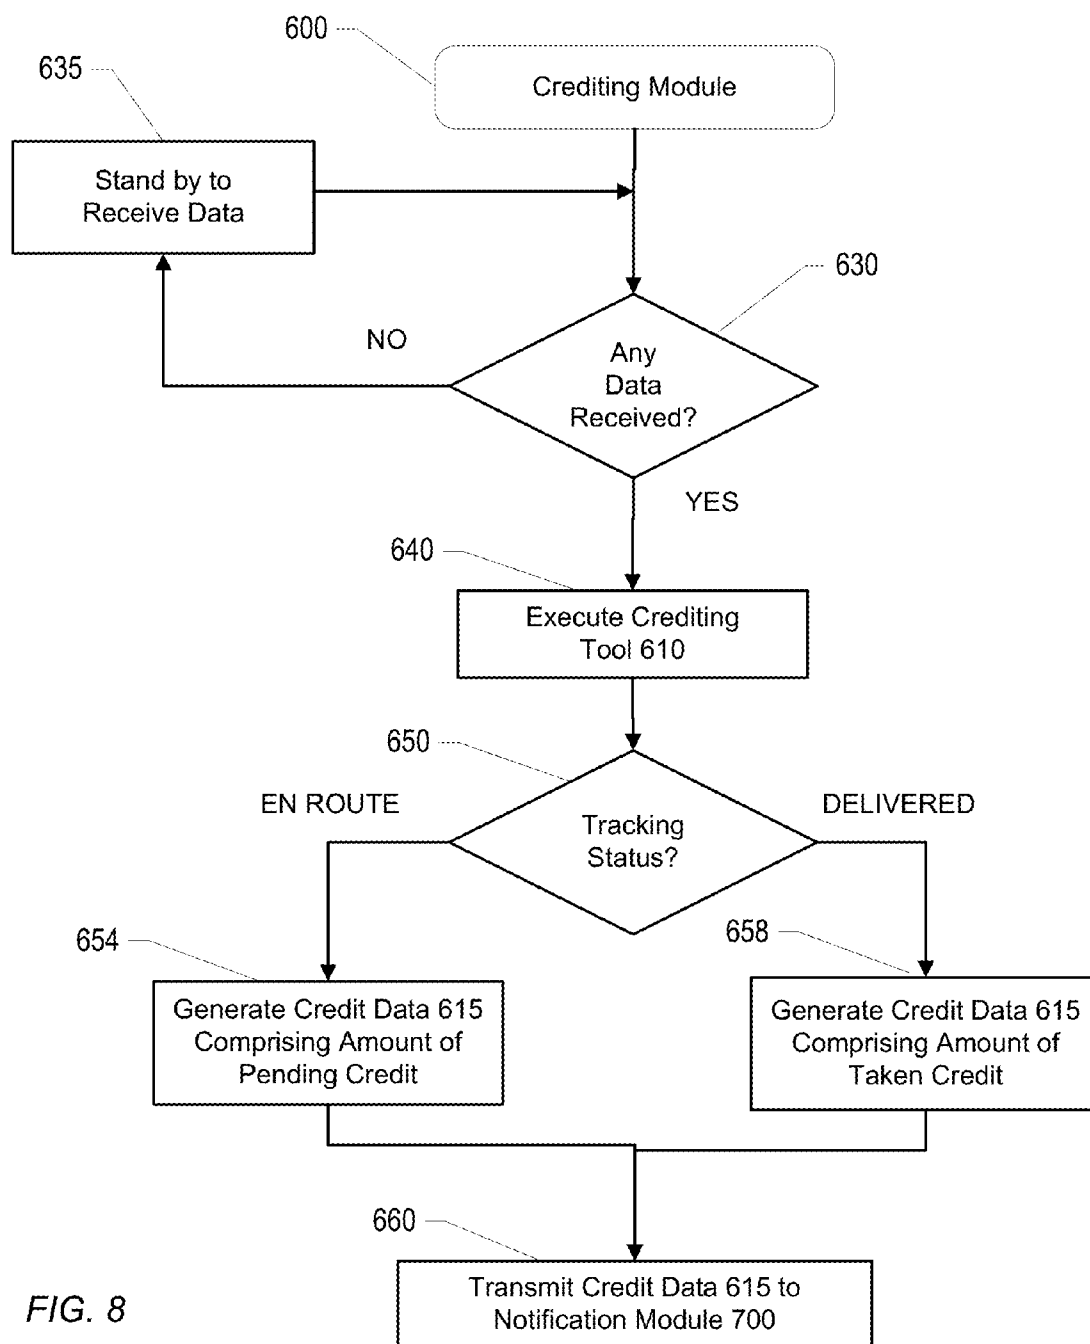 600
Crediting Module
635
Stand by to
Receive Data
630
NO
Any
Data
Received?
YES
640
Execute Crediting
Tool 610
650
EN ROUTE
DELIVERED
Tracking
Status?
654
658
Generate Credit Data 615
Comprising Amount of
Pending Credit
Generate Credit Data 615
Comprising Amount of
Taken Credit
660
Transmit Credit Data 615 to
Notification Module 700
FIG. 8